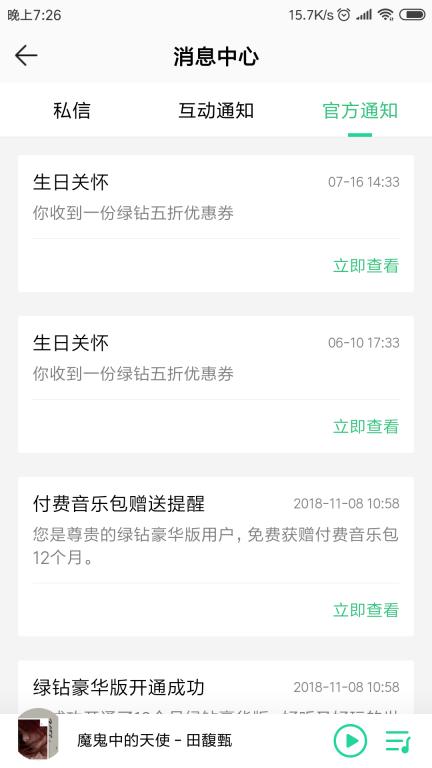 晚上7:26
15.7K/s
消息中心
私信
互动通知
官方通知
生日关怀
07-16 14:33
你收到一份绿钻五折优惠券
立即查看
生日关怀
06-10 17:33
你收到一份绿钻五折优惠券
立即查看
付费音乐包赠送提醒
2018-11-08 10:58
您是尊贵的绿钻豪华版用户，免费获赠付费音乐包
12个月。
立即查看
绿钻豪华版开通成功
2018-11-08 10:58
魔鬼中的天使 - 田馥甄